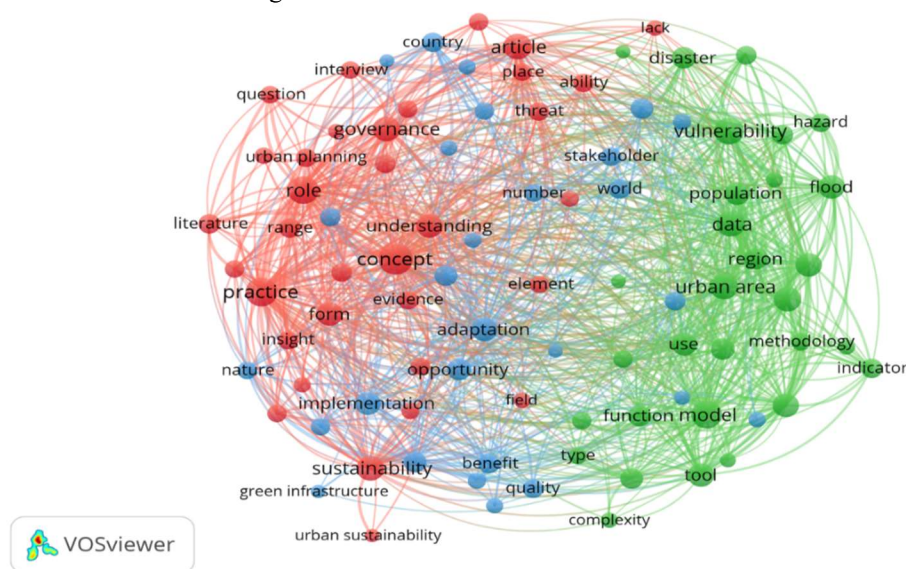 country
article
lack
place
disaster
interview
ability
question
threat
hazard
governance
vulnerability
urban planning
stakeholder
role
number
world
population
flood
literature
range
understanding
data
concept
region
practice
element
urban area
form
evidence
insight
adaptation
use
methodology
nature
opportunity
indicator
implementation
field
function
model
sustainability
benefit
type
tool
green infrastructure
quality
complexity
urban sustainability
VOSviewer